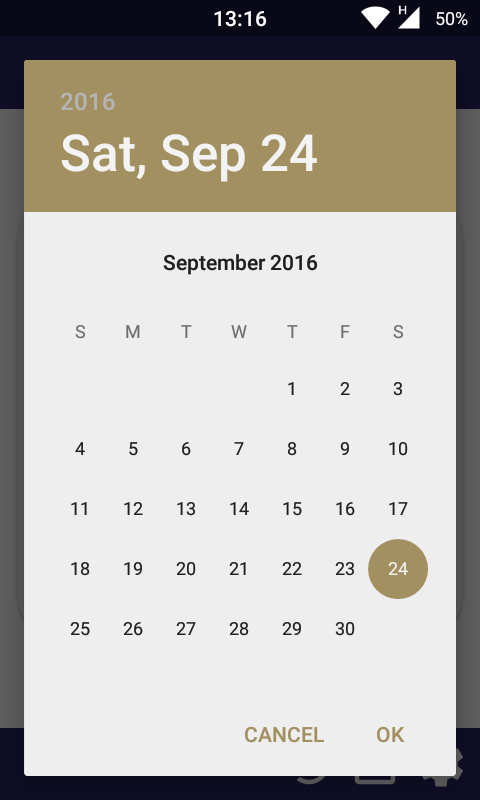 13:16 H 50%
2016
Sat, Sep 24
September 2016
S M T W T F S
1 2 3
4 5 6 7 8 9 10
11 12 13 14 15 16 17
18 19 20 21 22 23 24
25 26 27 28 29 30
CANCEL OK